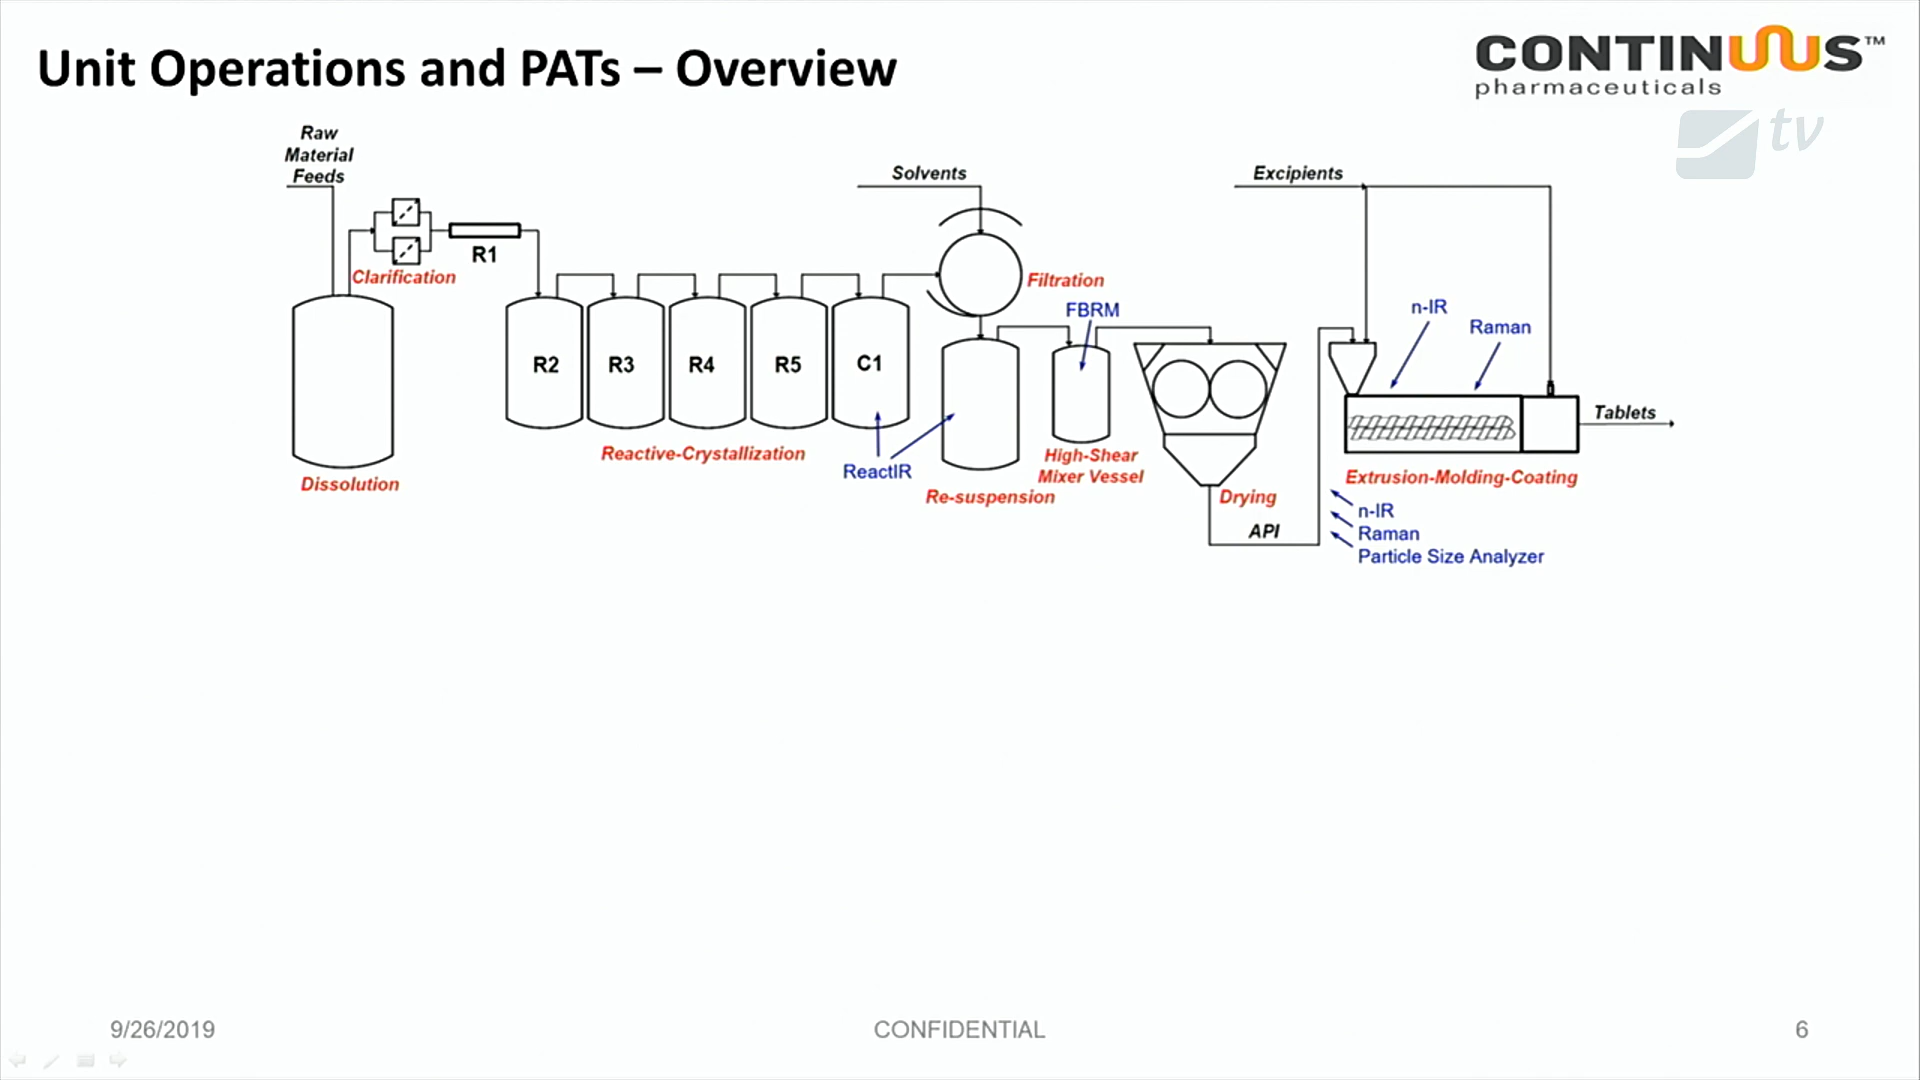 Unit Operations and PATs – Overview
CONTINUUS™
pharmaceuticals
tv
Raw
Material
Feeds
Solvents
Excipients
R1
Clarification
Filtration
FBRM
n-IR
Raman
R2
R3
R4
R5
C1
Tablets
Reactive-Crystallization
ReactIR
High-Shear
Mixer Vessel
Extrusion-Molding-Coating
Dissolution
Re-suspension
Drying
n-IR
API
Raman
Particle Size Analyzer
9/26/2019
CONFIDENTIAL
6